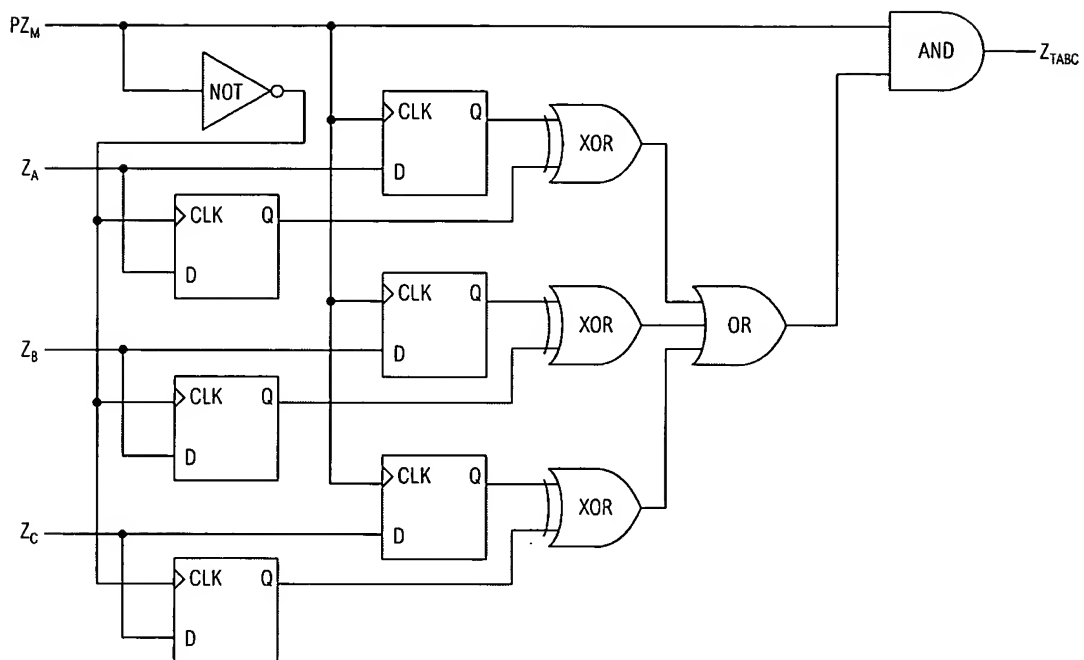 PZM
AND
ZTABC
NOT
CLK Q
XOR
D
ZA
CLK Q
D
CLK Q
XOR
OR
D
ZB
CLK Q
D
CLK Q
XOR
D
ZC
CLK Q
D